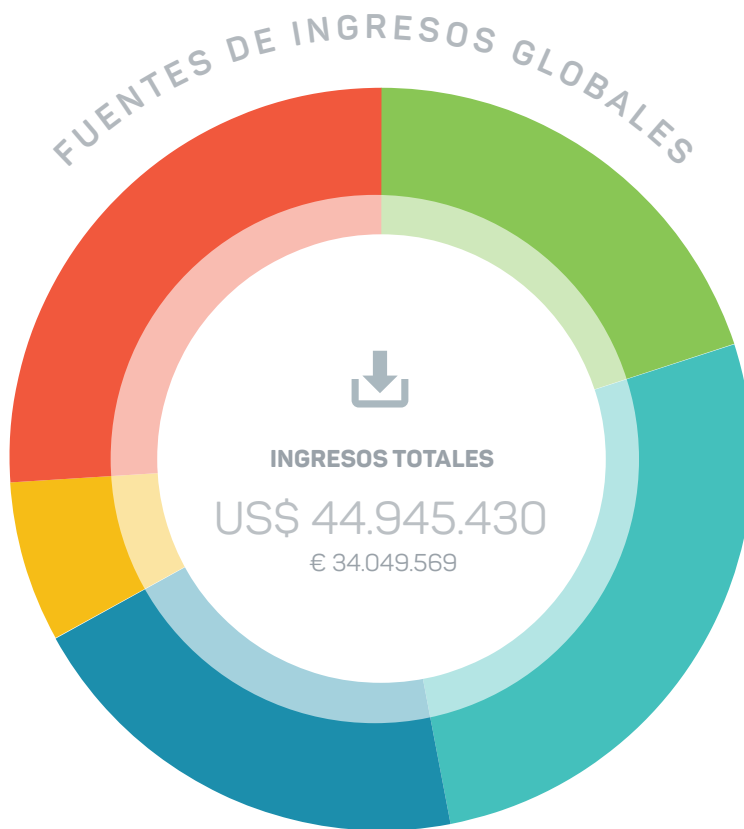 FUENTES DE INGRESOS GLOBALES
INGRESOS TOTALES
US$ 44.945.430
€ 34.049.569